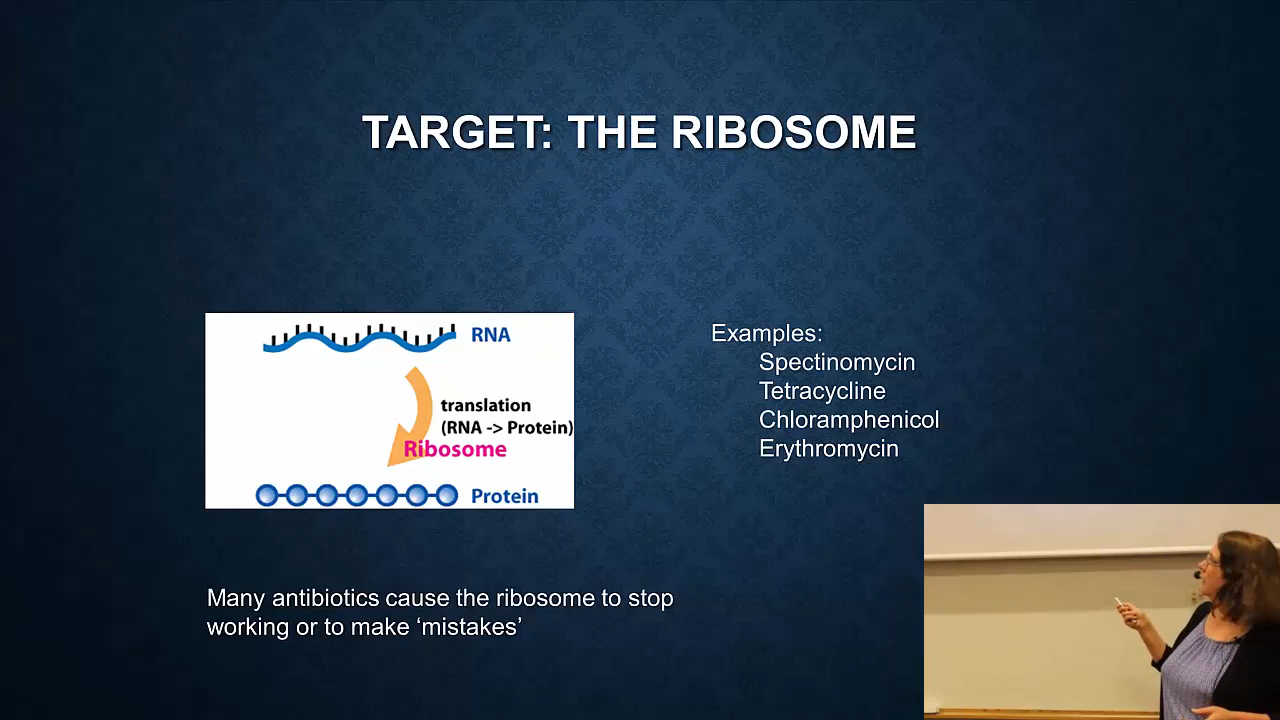 TARGET: THE RIBOSOME
RNA
translation
(RNA -> Protein)
Ribosome
Protein
Examples:
Spectinomycin
Tetracycline
Chloramphenicol
Erythromycin
Many antibiotics cause the ribosome to stop
working or to make ‘mistakes’